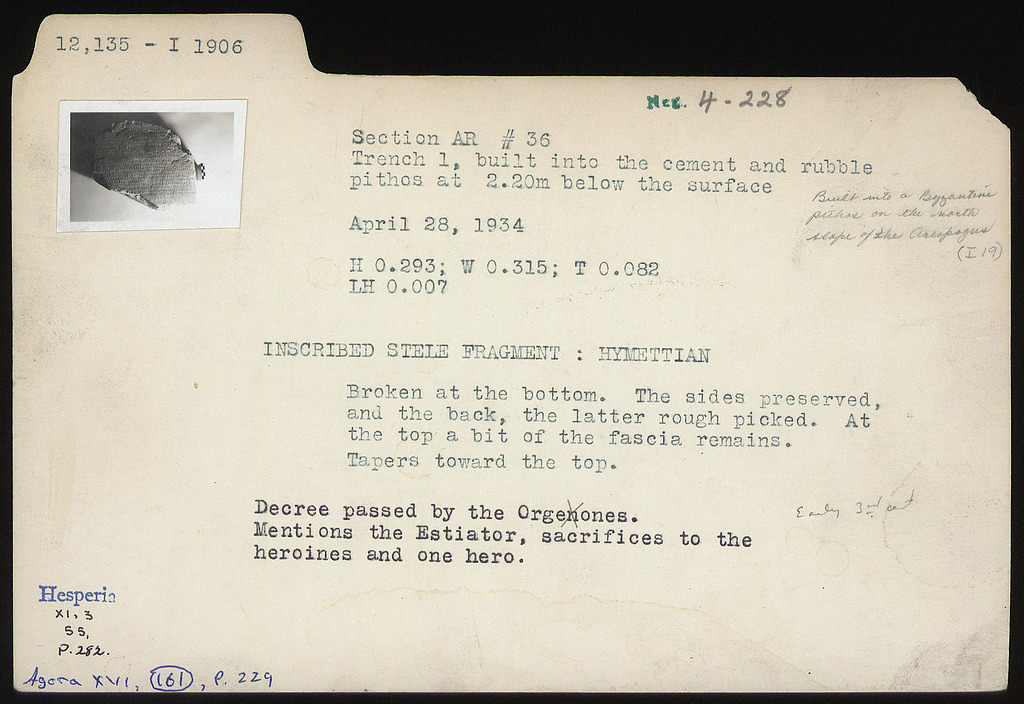 12,135 - I 1906
Neg. 4-228
Section AR # 36
Trench 1, built into the cement and rubble
pithos at 2.20m below the surface
Built into a Byzantine
pithos on the north
slope of the Areopagus
(I 19)
April 28, 1934
H 0.293; W 0.315; T 0.082
LH 0.007
INSCRIBED STELE FRAGMENT : HYMETTIAN
Broken at the bottom. The sides preserved,
and the back, the latter rough picked. At
the top a bit of the fascia remains.
Tapers toward the top.
Decree passed by the Orgeones.
Mentions the Estiator, sacrifices to the
heroines and one hero.
Early 3rd cent
Hesperia
XI, 3
55,
P. 282.
Agora XVI, 161, p. 229